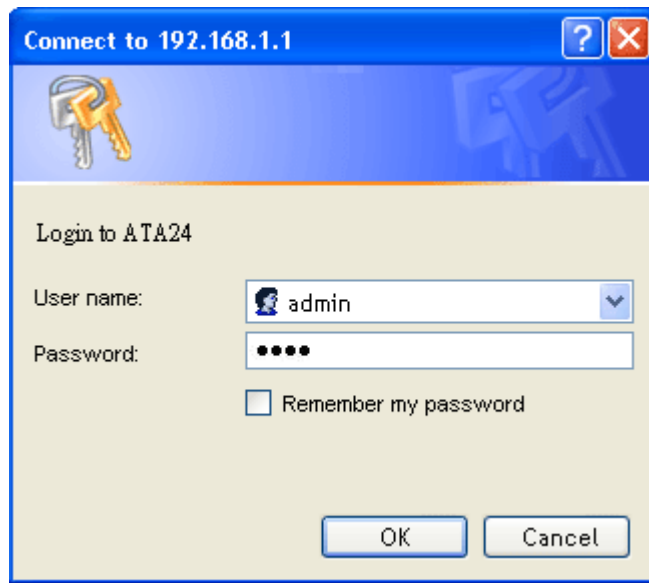 Connect to 192.168.1.1
Login to ATA24
User name: admin
Password: ••••
Remember my password
OK Cancel